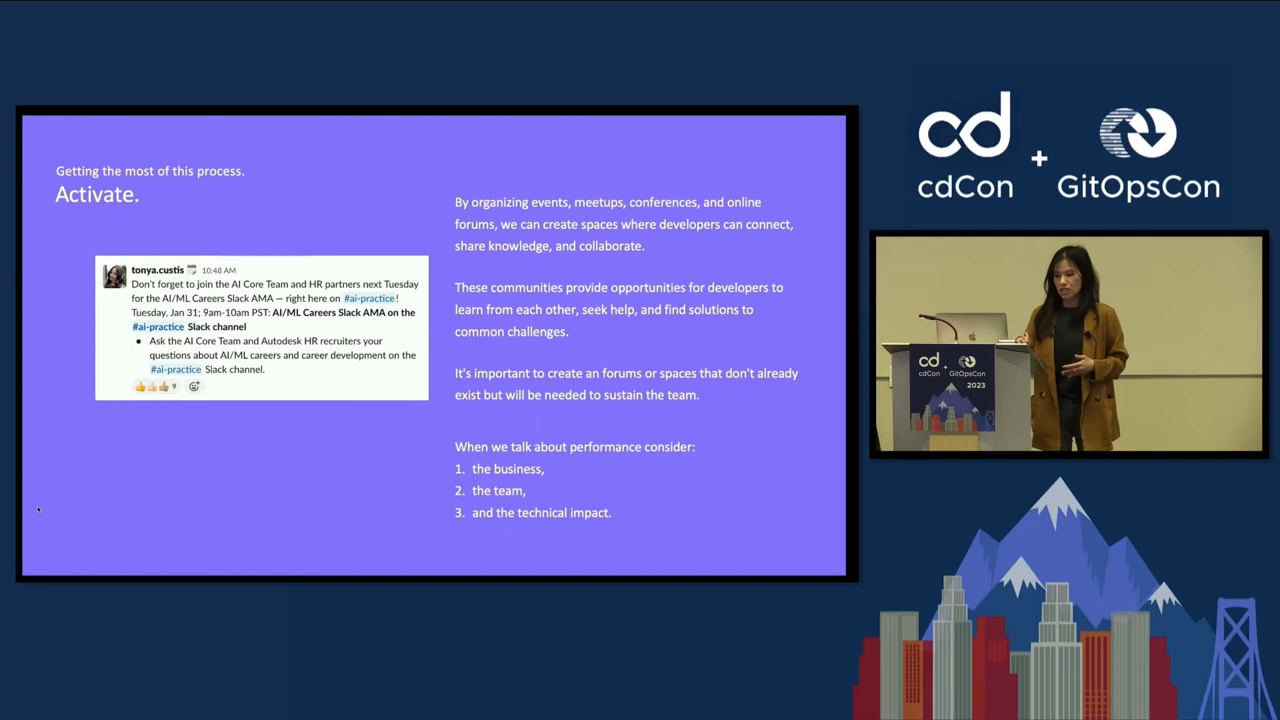 Getting the most of this process.
Activate.
tonya.custis 10:48 AM
Don't forget to join the AI Core Team and HR partners next Tuesday
for the AI/ML Careers Slack AMA — right here on #ai-practice!
Tuesday, Jan 31; 9am-10am PST: AI/ML Careers Slack AMA on the
#ai-practice Slack channel
• Ask the AI Core Team and Autodesk HR recruiters your
questions about AI/ML careers and career development on the
#ai-practice Slack channel.
9
By organizing events, meetups, conferences, and online
forums, we can create spaces where developers can connect,
share knowledge, and collaborate.
These communities provide opportunities for developers to
learn from each other, seek help, and find solutions to
common challenges.
It's important to create an forums or spaces that don't already
exist but will be needed to sustain the team.
When we talk about performance consider:
1. the business,
2. the team,
3. and the technical impact.
cd
cdCon
+
GitOpsCon
cd
cdCon
+
GitOpsCon
2023